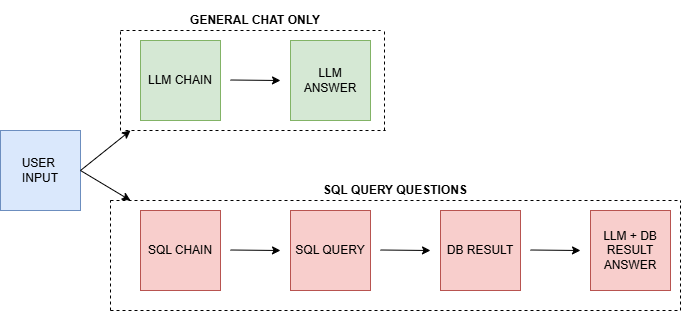 GENERAL CHAT ONLY
LLM CHAIN
LLM
ANSWER
USER
INPUT
SQL QUERY QUESTIONS
SQL CHAIN
SQL QUERY
DB RESULT
LLM + DB
RESULT
ANSWER